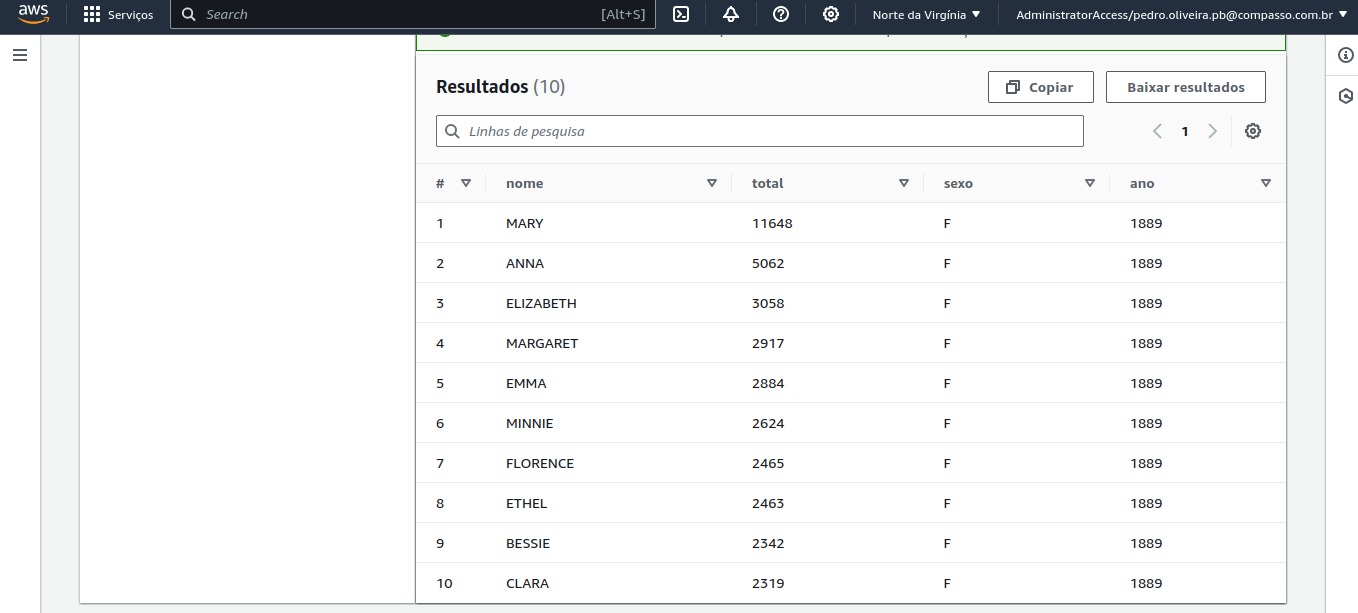 aws Serviços Search [Alt+S] Norte da Virgínia AdministratorAccess/pedro.oliveira.pb@compasso.com.br
Resultados (10) Copiar Baixar resultados
Linhas de pesquisa 1
# nome total sexo ano
1 MARY 11648 F 1889
2 ANNA 5062 F 1889
3 ELIZABETH 3058 F 1889
4 MARGARET 2917 F 1889
5 EMMA 2884 F 1889
6 MINNIE 2624 F 1889
7 FLORENCE 2465 F 1889
8 ETHEL 2463 F 1889
9 BESSIE 2342 F 1889
10 CLARA 2319 F 1889